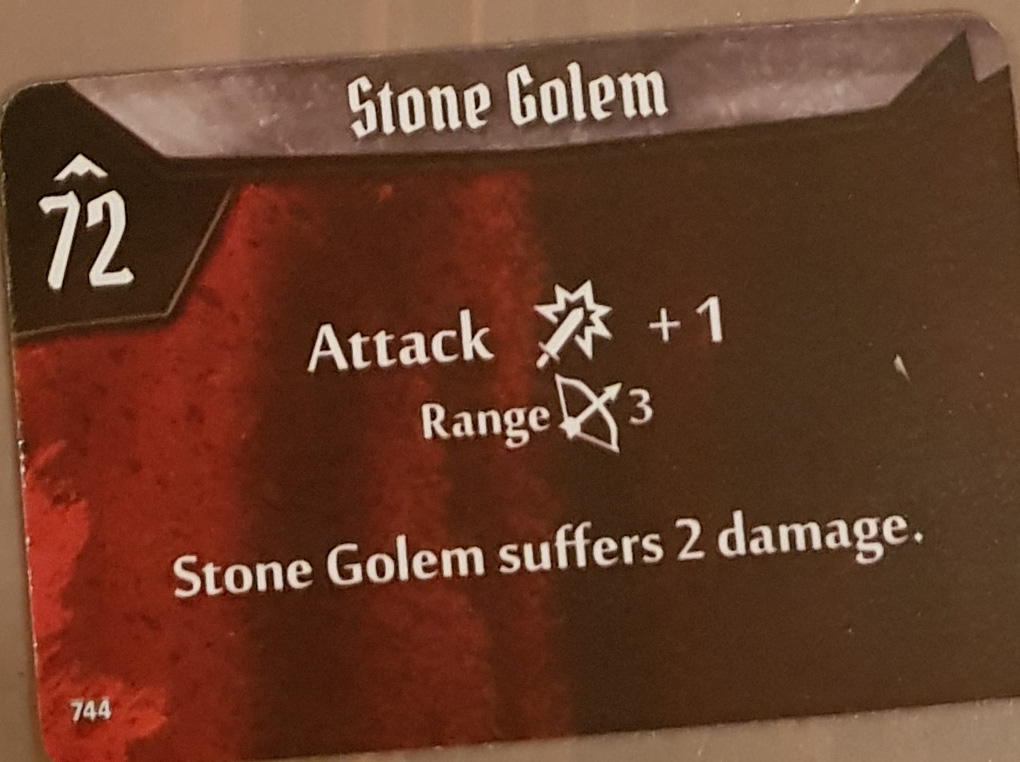 Stone Golem
72
Attack + 1
Range 3
Stone Golem suffers 2 damage.
744